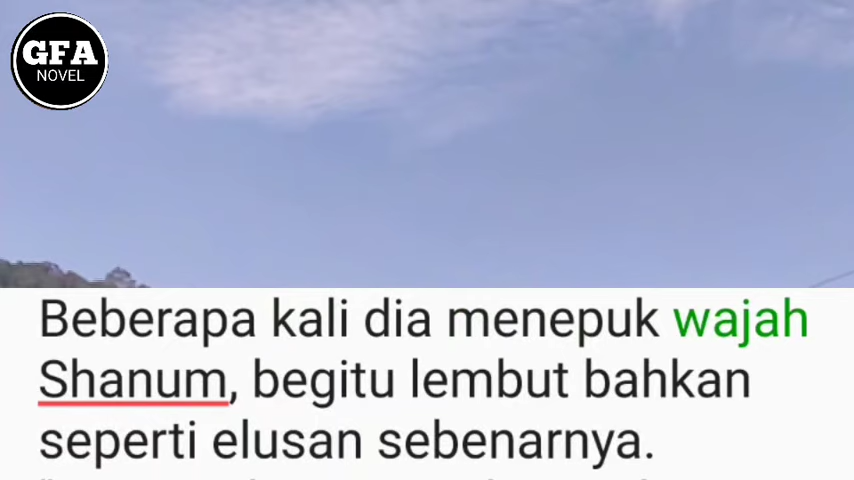 GFA
NOVEL
Beberapa kali dia menepuk wajah
Shanum, begitu lembut bahkan
seperti elusan sebenarnya.